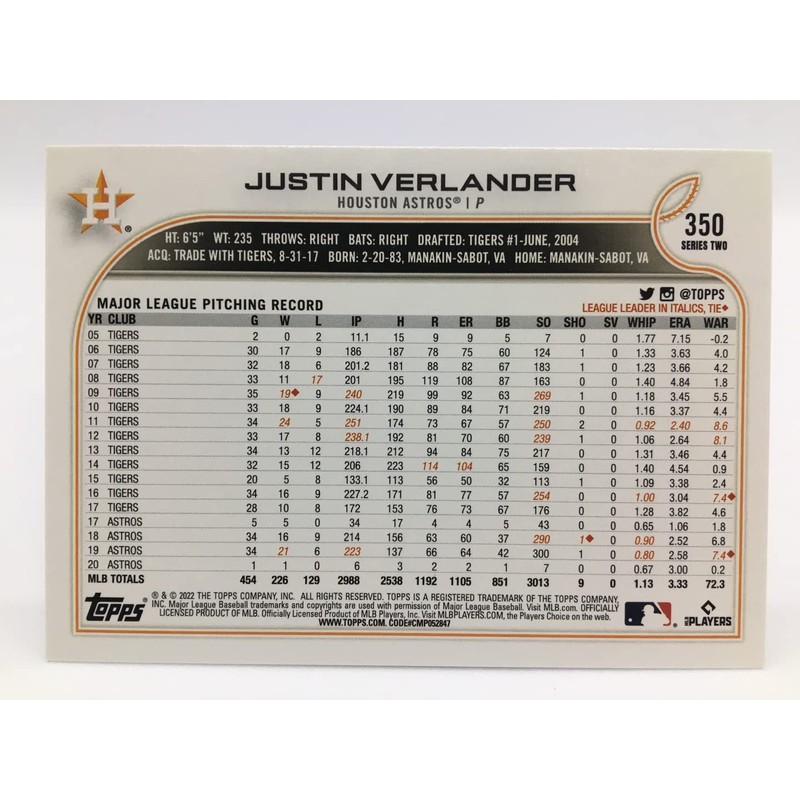 H ®
JUSTIN VERLANDER
HOUSTON ASTROS® | P
350
SERIES TWO
HT: 6'5" WT: 235 THROWS: RIGHT BATS: RIGHT DRAFTED: TIGERS #1-JUNE, 2004
ACQ: TRADE WITH TIGERS, 8-31-17 BORN: 2-20-83, MANAKIN-SABOT, VA HOME: MANAKIN-SABOT, VA
@TOPPS
MAJOR LEAGUE PITCHING RECORD
LEAGUE LEADER IN ITALICS, TIE◆
YR CLUB G W L IP H R ER BB SO SHO SV WHIP ERA WAR
05 TIGERS 2 0 2 11.1 15 9 9 5 7 0 0 1.77 7.15 -0.2
06 TIGERS 30 17 9 186 187 78 75 60 124 1 0 1.33 3.63 4.0
07 TIGERS 32 18 6 201.2 181 88 82 67 183 1 0 1.23 3.66 4.2
08 TIGERS 33 11 17 201 195 119 108 87 163 0 0 1.40 4.84 1.8
09 TIGERS 35 19◆ 9 240 219 99 92 63 269 1 0 1.18 3.45 5.5
10 TIGERS 33 18 9 224.1 190 89 84 71 219 0 0 1.16 3.37 4.4
11 TIGERS 34 24 5 251 174 73 67 57 250 2 0 0.92 2.40 8.6
12 TIGERS 33 17 8 238.1 192 81 70 60 239 1 0 1.06 2.64 8.1
13 TIGERS 34 13 12 218.1 212 94 84 75 217 0 0 1.31 3.46 4.4
14 TIGERS 32 15 12 206 223 114 104 65 159 0 0 1.40 4.54 0.9
15 TIGERS 20 5 8 133.1 113 56 50 32 113 1 0 1.09 3.38 2.4
16 TIGERS 34 16 9 227.2 171 81 77 57 254 0 0 1.00 3.04 7.4◆
17 TIGERS 28 10 8 172 153 76 73 67 176 0 0 1.28 3.82 4.6
17 ASTROS 5 5 0 34 17 4 4 5 43 0 0 0.65 1.06 1.8
18 ASTROS 34 16 9 214 156 63 60 37 290 1◆ 0 0.90 2.52 6.8
19 ASTROS 34 21 6 223 137 66 64 42 300 1 0 0.80 2.58 7.4◆
20 ASTROS 1 1 0 6 3 2 2 1 7 0 0 0.67 3.00 0.2
MLB TOTALS 454 226 129 2988 2538 1192 1105 851 3013 9 0 1.13 3.33 72.3
Topps
® & © 2022 THE TOPPS COMPANY, INC. ALL RIGHTS RESERVED. TOPPS IS A REGISTERED TRADEMARK OF THE TOPPS COMPANY,
INC. Major League Baseball trademarks and copyrights are used with permission of Major League Baseball. Visit MLB.com. OFFICIALLY
LICENSED PRODUCT OF MLB. Officially Licensed Product of MLB Players, Inc. Visit MLBPLAYERS.COM, the Players Choice on the web.
WWW.TOPPS.COM. CODE#CMP052847
MLB PLAYERS